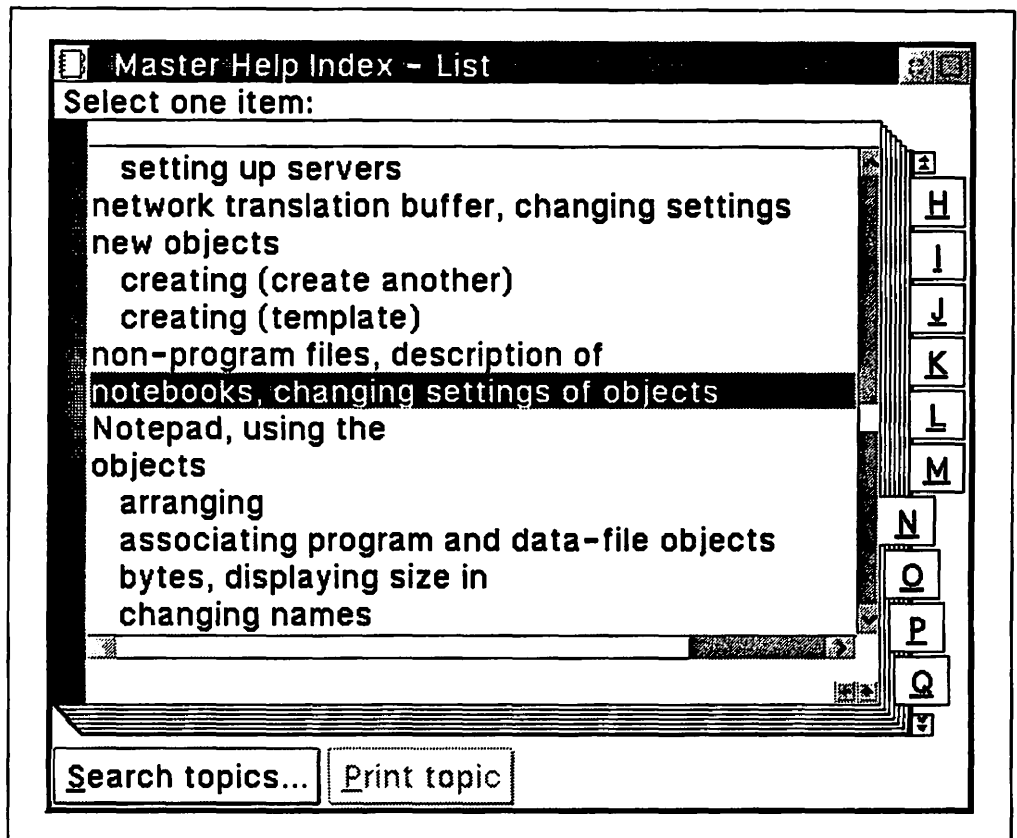 Master Help Index - List
Select one item:
setting up servers
network translation buffer, changing settings
new objects
creating (create another)
creating (template)
non-program files, description of
notebooks, changing settings of objects
Notepad, using the
objects
arranging
associating program and data-file objects
bytes, displaying size in
changing names
H
I
J
K
L
M
N
O
P
Q
Search topics... Print topic